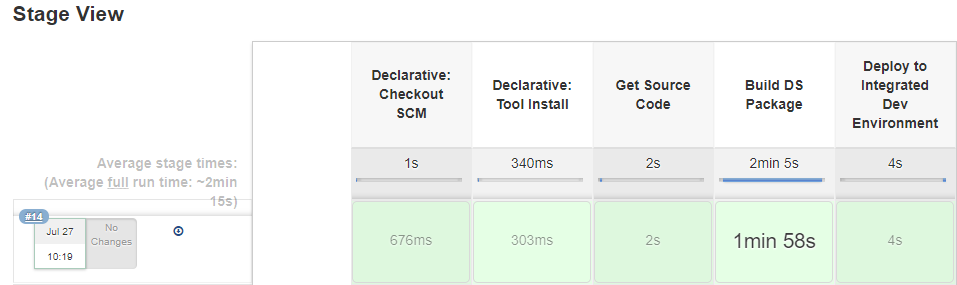 Stage View
Declarative:
Checkout
SCM
Declarative:
Tool Install
Get Source
Code
Build DS
Package
Deploy to
Integrated
Dev
Environment
Average stage times:
(Average full run time: ~2min
15s)
1s
340ms
2s
2min 5s
4s
#14
Jul 27
10:19
No
Changes
676ms
303ms
2s
1min 58s
4s